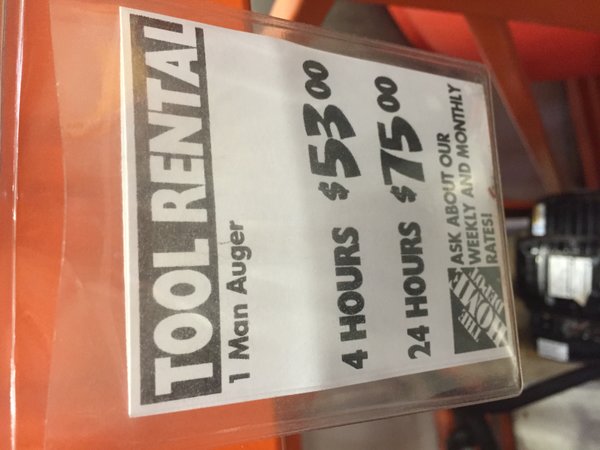 TOOL RENTAL
1 Man Auger
4 HOURS $53.00
24 HOURS $75.00
THE HOME DEPOT
ASK ABOUT OUR
WEEKLY AND MONTHLY
RATES!